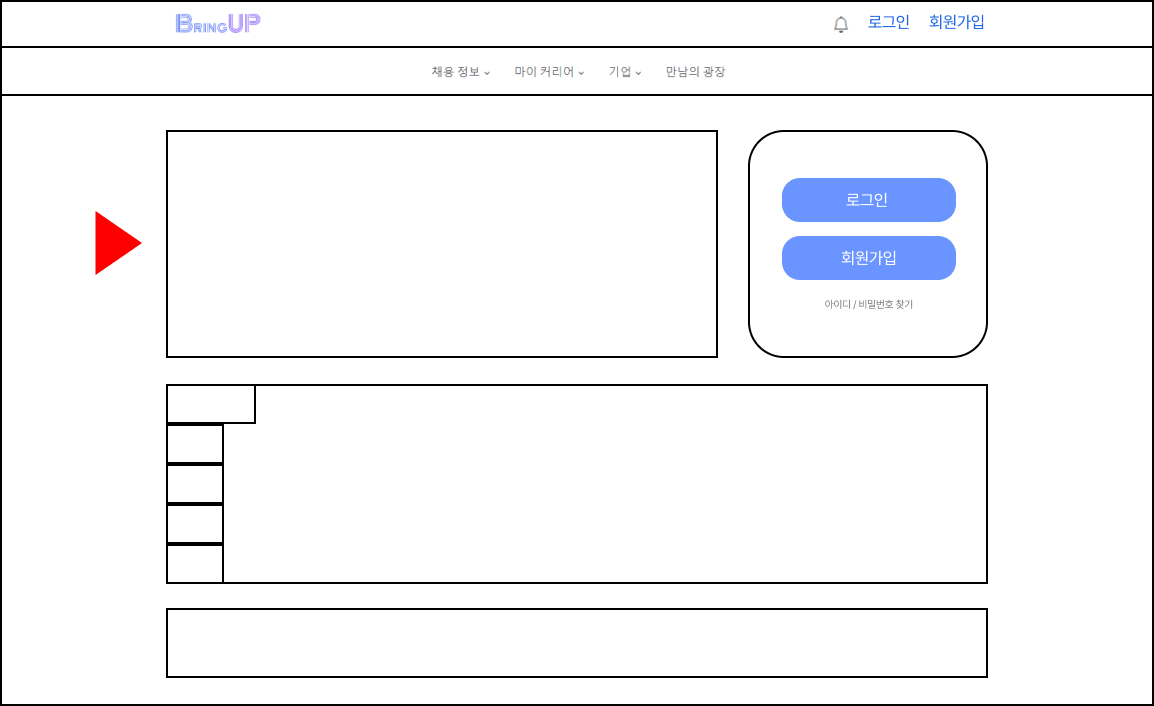 BRINGUP
로그인 회원가입
채용 정보 마이 커리어 기업 만남의 광장
로그인
회원가입
아이디 / 비밀번호 찾기